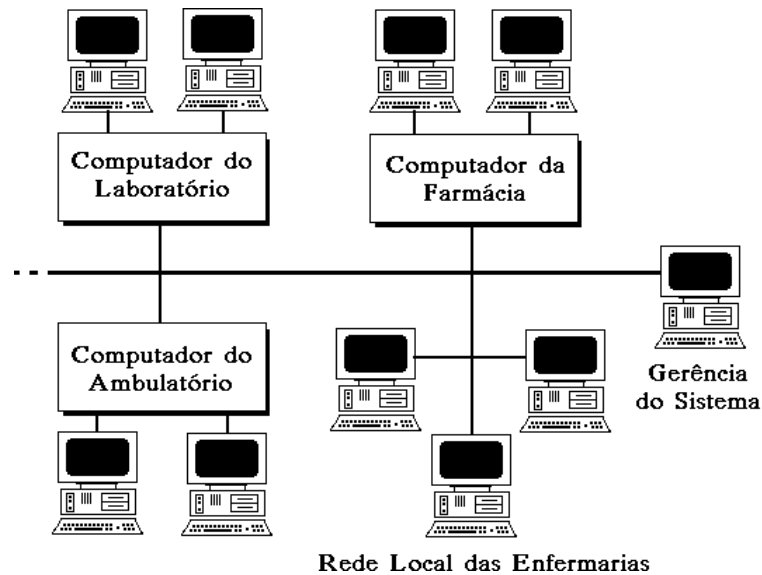 Computador do
Laboratório
Computador da
Farmácia
Computador do
Ambulatório
Gerência
do Sistema
Rede Local das Enfermarias